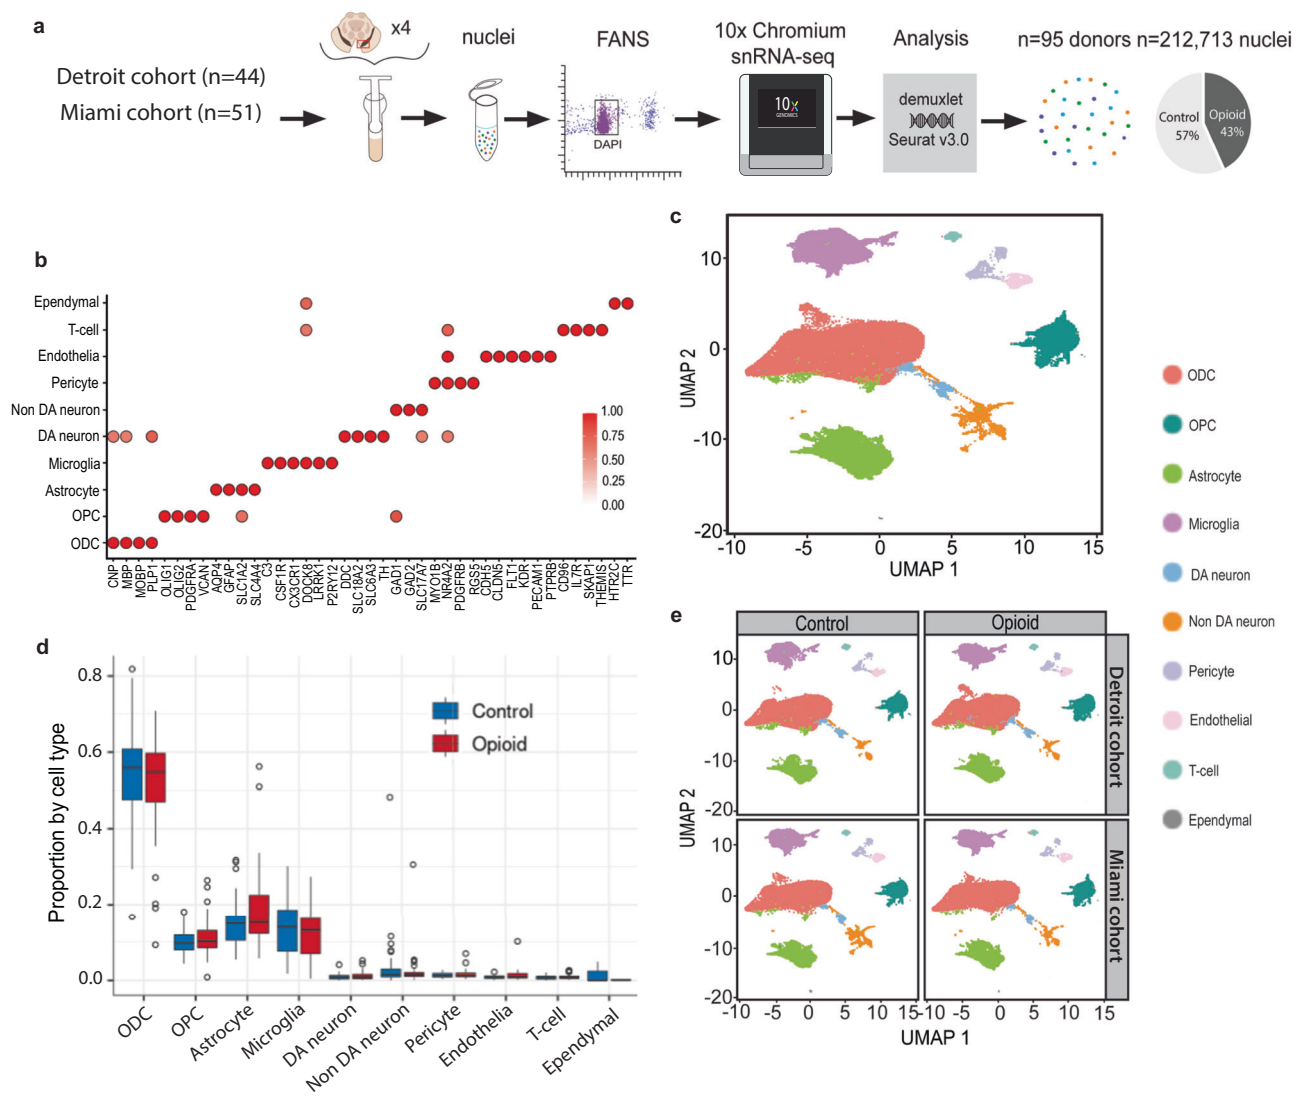 a
Detroit cohort (n=44)
Miami cohort (n=51)
x4
nuclei
FANS
DAPI
10x Chromium
snRNA-seq
10x
GENOMICS
Analysis
demuxlet
Seurat v3.0
n=95 donors n=212,713 nuclei
Control
57%
Opioid
43%
b
Ependymal
T-cell
Endothelia
Pericyte
Non DA neuron
DA neuron
Microglia
Astrocyte
OPC
ODC
1.00
0.75
0.50
0.25
0.00
CNP
MBP
MOBP
PLP1
OLIG1
OLIG2
PDGFRA
VCAN
AQP4
GFAP
SLC1A2
SLC4A4
C3
CSF1R
CX3CR1
DOCK8
LRRK1
P2RY12
DDC
SLC18A2
SLC6A3
TH
GAD1
GAD2
SLC17A7
MYO1B
NR4A2
PDGFRB
RGS5
CDH5
CLDN5
FLT1
KDR
PECAM1
PTPRB
CD96
IL7R
SKAP1
THEMIS
HTR2C
TTR
c
UMAP 2
10
0
-10
-20
-10
-5
0
5
10
15
UMAP 1
ODC
OPC
Astrocyte
Microglia
DA neuron
Non DA neuron
Pericyte
Endothelial
T-cell
Ependymal
d
Proportion by cell type
0.8
0.6
0.4
0.2
0.0
Control
Opioid
ODC
OPC
Astrocyte
Microglia
DA neuron
Non DA neuron
Pericyte
Endothelia
T-cell
Ependymal
e
Control
Opioid
Detroit cohort
Miami cohort
UMAP 2
10
0
-10
-20
10
0
-10
-20
-10 -5 0 5 10 15
-10 -5 0 5 10 15
UMAP 1